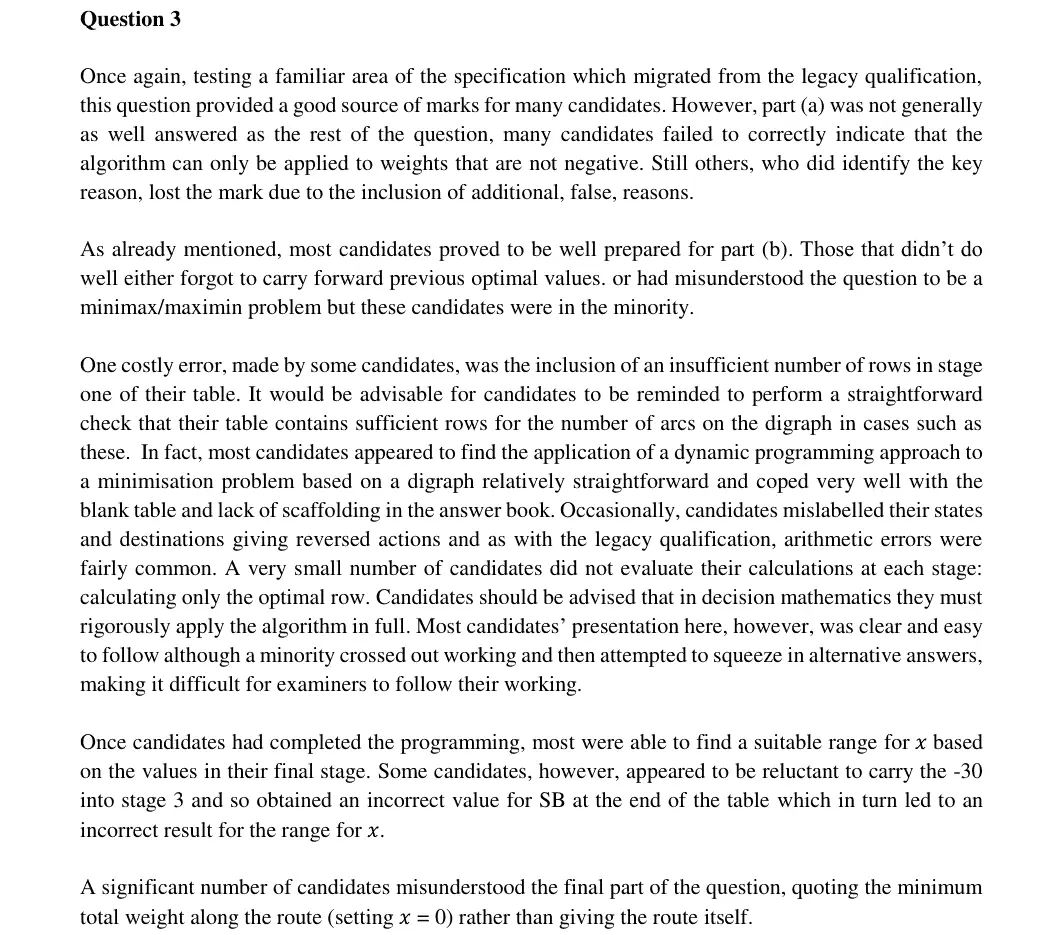 Question 3
Once again, testing a familiar area of the specification which migrated from the legacy qualification,
this question provided a good source of marks for many candidates. However, part (a) was not generally
as well answered as the rest of the question, many candidates failed to correctly indicate that the
algorithm can only be applied to weights that are not negative. Still others, who did identify the key
reason, lost the mark due to the inclusion of additional, false, reasons.
As already mentioned, most candidates proved to be well prepared for part (b). Those that didn’t do
well either forgot to carry forward previous optimal values. or had misunderstood the question to be a
minimax/maximin problem but these candidates were in the minority.
One costly error, made by some candidates, was the inclusion of an insufficient number of rows in stage
one of their table. It would be advisable for candidates to be reminded to perform a straightforward
check that their table contains sufficient rows for the number of arcs on the digraph in cases such as
these.  In fact, most candidates appeared to find the application of a dynamic programming approach to
a minimisation problem based on a digraph relatively straightforward and coped very well with the
blank table and lack of scaffolding in the answer book. Occasionally, candidates mislabelled their states
and destinations giving reversed actions and as with the legacy qualification, arithmetic errors were
fairly common. A very small number of candidates did not evaluate their calculations at each stage:
calculating only the optimal row. Candidates should be advised that in decision mathematics they must
rigorously apply the algorithm in full. Most candidates’ presentation here, however, was clear and easy
to follow although a minority crossed out working and then attempted to squeeze in alternative answers,
making it difficult for examiners to follow their working.
Once candidates had completed the programming, most were able to find a suitable range for x based
on the values in their final stage. Some candidates, however, appeared to be reluctant to carry the -30
into stage 3 and so obtained an incorrect value for SB at the end of the table which in turn led to an
incorrect result for the range for x.
A significant number of candidates misunderstood the final part of the question, quoting the minimum
total weight along the route (setting x = 0) rather than giving the route itself.